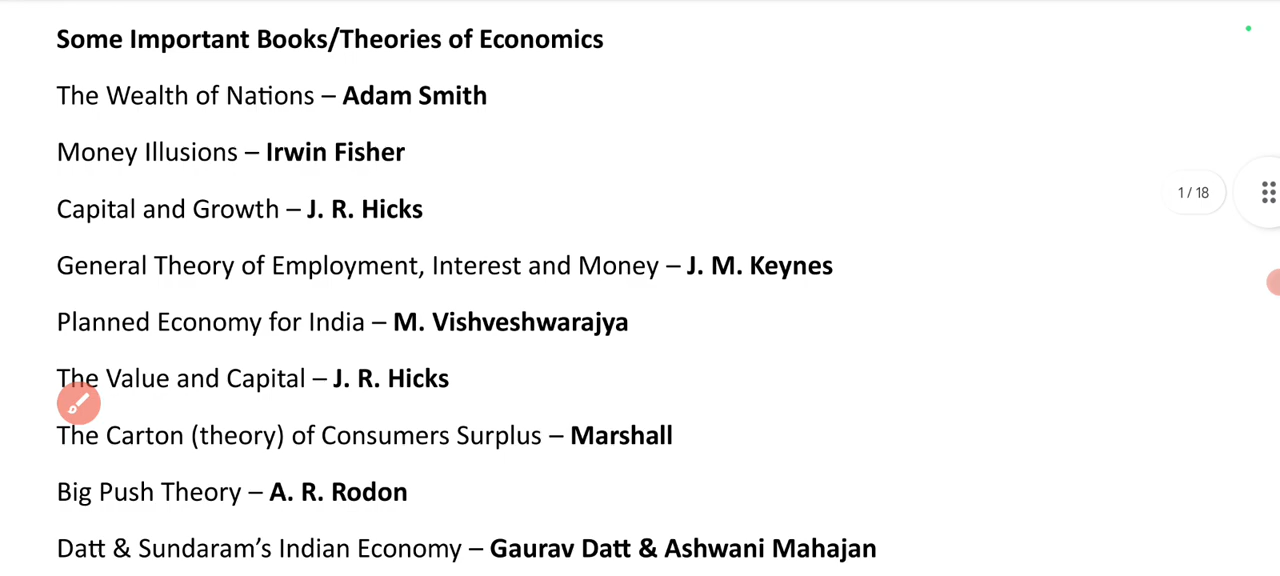 Some Important Books/Theories of Economics
The Wealth of Nations – Adam Smith
Money Illusions – Irwin Fisher
Capital and Growth – J. R. Hicks
1 / 18
General Theory of Employment, Interest and Money – J. M. Keynes
Planned Economy for India – M. Vishveshwarajya
The Value and Capital – J. R. Hicks
The Carton (theory) of Consumers Surplus – Marshall
Big Push Theory – A. R. Rodon
Datt & Sundaram’s Indian Economy – Gaurav Datt & Ashwani Mahajan